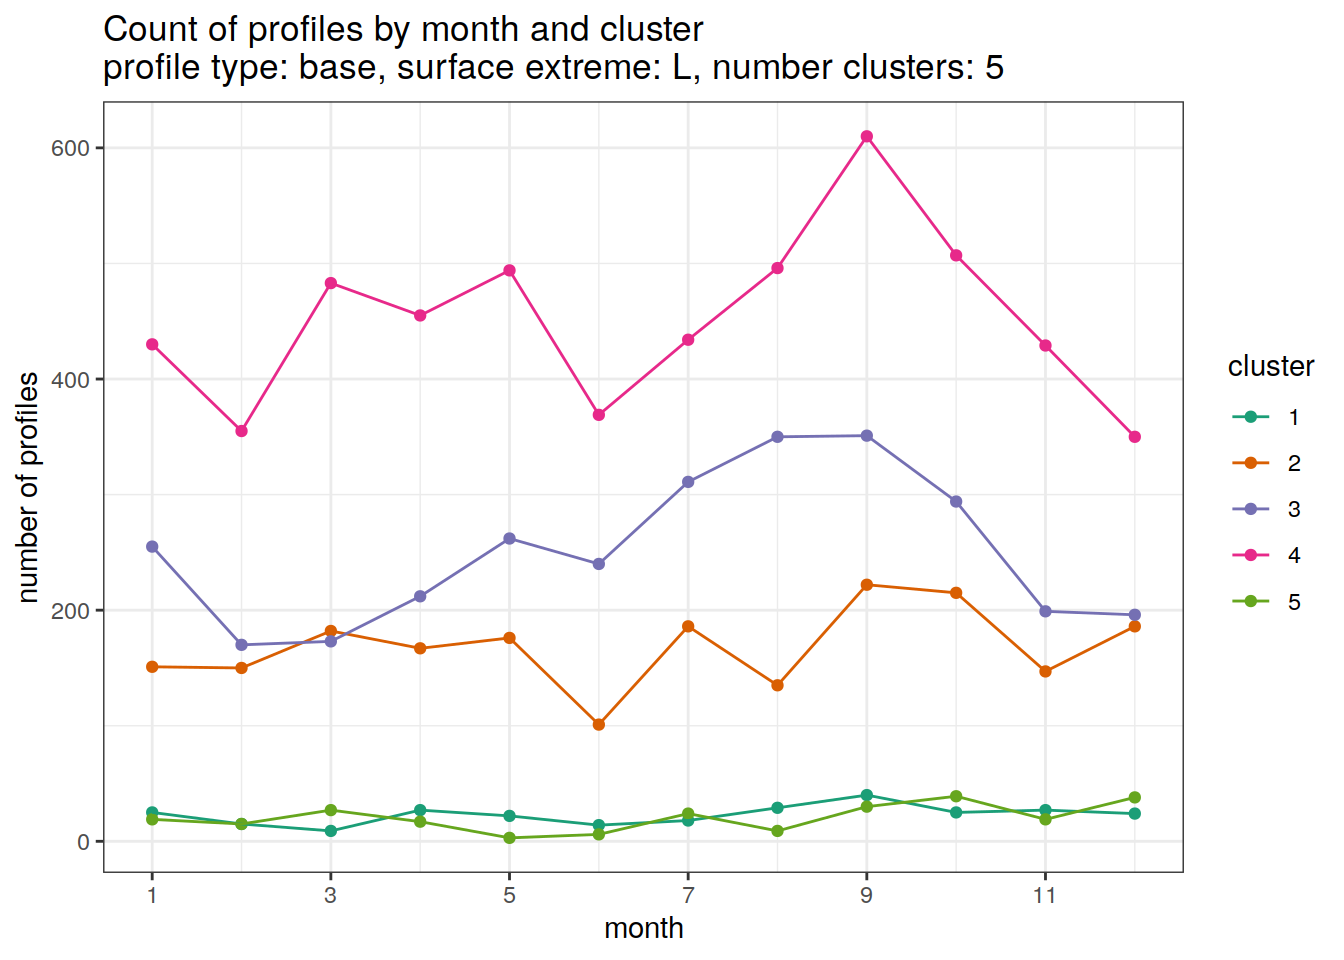 Count of profiles by month and cluster
profile type: base, surface extreme: L, number clusters: 5
600
400
200
0
number of profiles
1 3 5 7 9 11
month
cluster
1
2
3
4
5